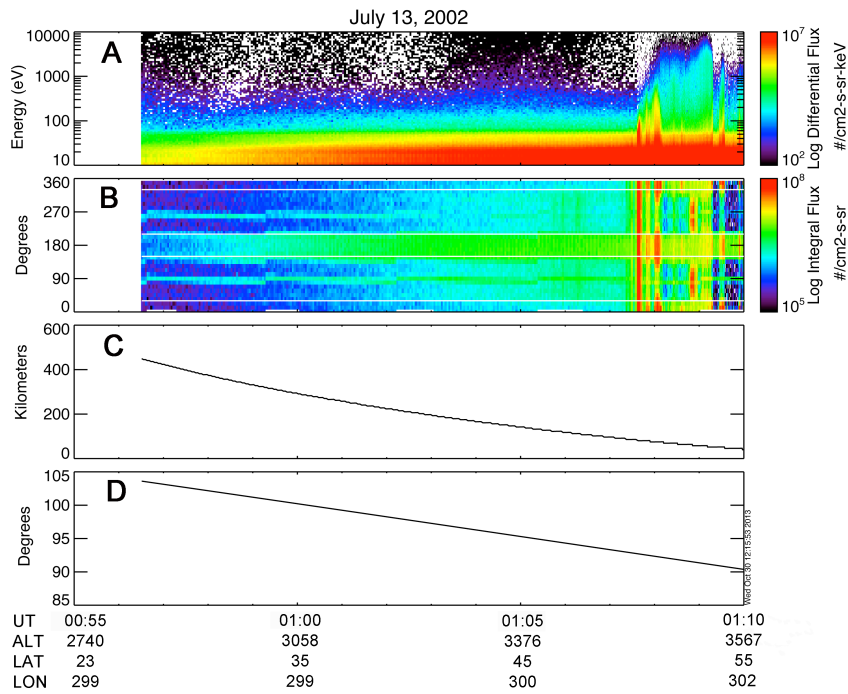 July 13, 2002
A
10000
1000
100
10
Energy (eV)
10^7
10^2
Log Differential Flux
#/cm2-s-sr-keV
B
360
270
180
90
0
Degrees
10^8
10^5
Log Integral Flux
#/cm2-s-sr
C
600
400
200
0
Kilometers
D
105
100
95
90
85
Degrees
Wed Oct 30 12:15:53 2013
UT 00:55 01:00 01:05 01:10
ALT 2740 3058 3376 3567
LAT 23 35 45 55
LON 299 299 300 302